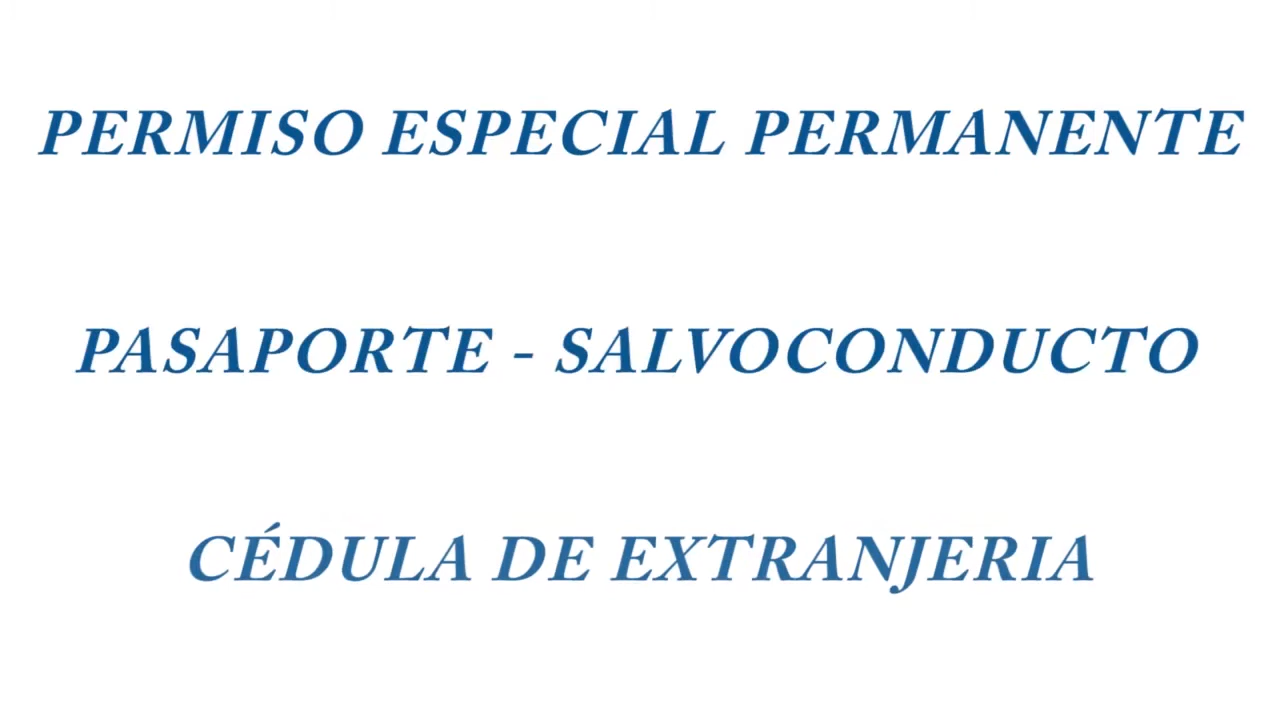 PERMISO ESPECIAL PERMANENTE
PASAPORTE - SALVOCONDUCTO
CÉDULA DE EXTRANJERIA